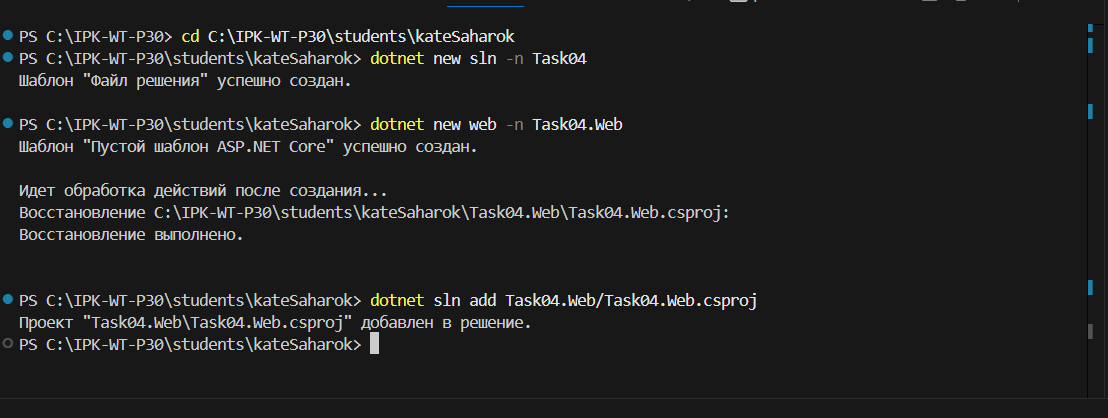 PS C:\IPK-WT-P30> cd C:\IPK-WT-P30\students\kateSaharok
PS C:\IPK-WT-P30\students\kateSaharok> dotnet new sln -n Task04
Шаблон "Файл решения" успешно создан.
PS C:\IPK-WT-P30\students\kateSaharok> dotnet new web -n Task04.Web
Шаблон "Пустой шаблон ASP.NET Core" успешно создан.
Идет обработка действий после создания...
Восстановление C:\IPK-WT-P30\students\kateSaharok\Task04.Web\Task04.Web.csproj:
Восстановление выполнено.
PS C:\IPK-WT-P30\students\kateSaharok> dotnet sln add Task04.Web/Task04.Web.csproj
Проект "Task04.Web\Task04.Web.csproj" добавлен в решение.
PS C:\IPK-WT-P30\students\kateSaharok>